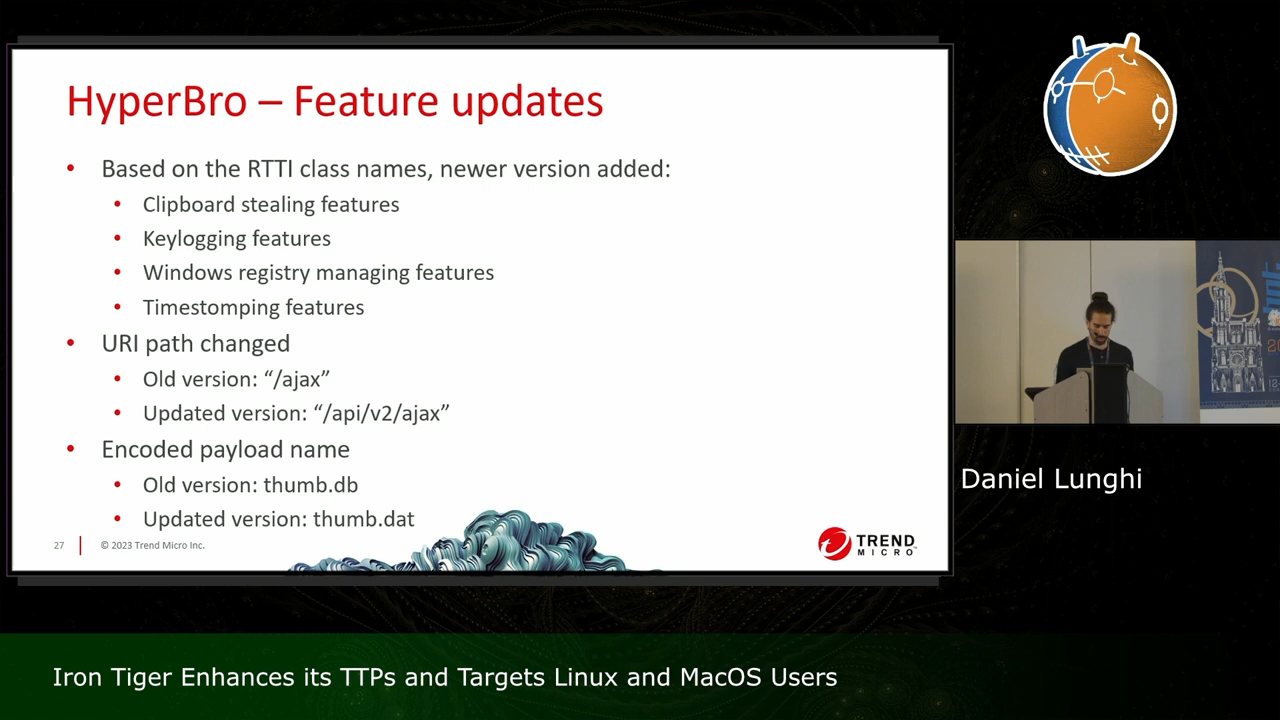 HyperBro – Feature updates
• Based on the RTTI class names, newer version added:
• Clipboard stealing features
• Keylogging features
• Windows registry managing features
• Timestomping features
• URI path changed
• Old version: “/ajax”
• Updated version: “/api/v2/ajax”
• Encoded payload name
• Old version: thumb.db
• Updated version: thumb.dat
27
© 2023 Trend Micro Inc.
TREND
MICRO™
Daniel Lunghi
Iron Tiger Enhances its TTPs and Targets Linux and MacOS Users